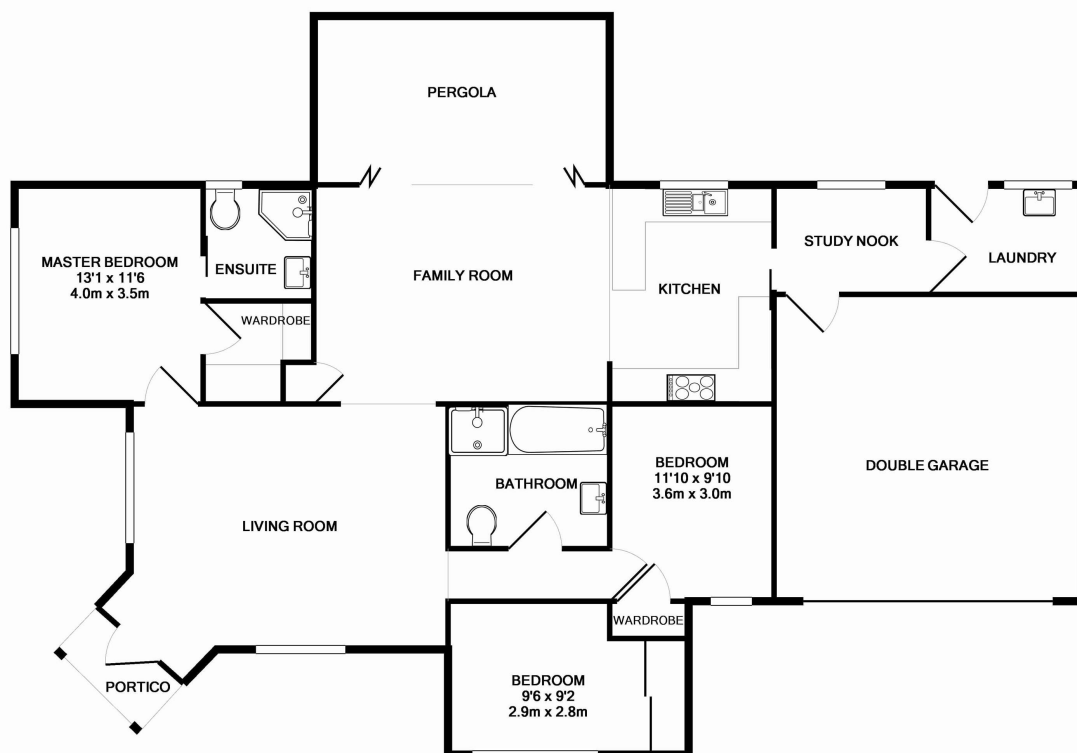 PERGOLA
MASTER BEDROOM
13'1 x 11'6
4.0m x 3.5m
ENSUITE
WARDROBE
FAMILY ROOM
KITCHEN
STUDY NOOK
LAUNDRY
LIVING ROOM
BATHROOM
BEDROOM
11'10 x 9'10
3.6m x 3.0m
DOUBLE GARAGE
WARDROBE
PORTICO
BEDROOM
9'6 x 9'2
2.9m x 2.8m